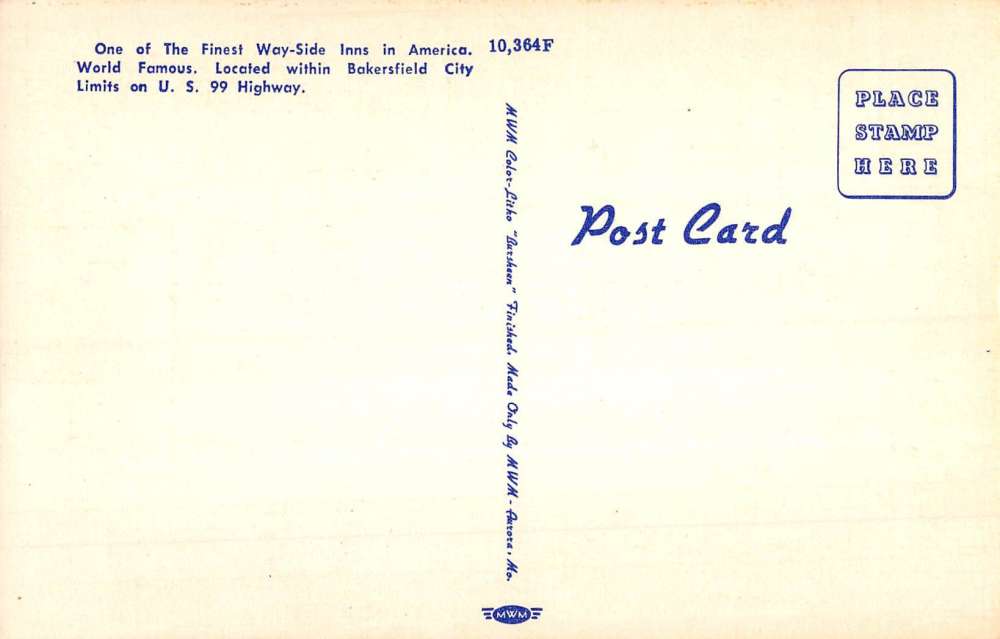 One of The Finest Way-Side Inns in America.
World Famous. Located within Bakersfield City
Limits on U. S. 99 Highway.
10,364F
MWM Color-Litho "Dursheen" Finished. Made Only By MWM - Aurora, Mo.
PLACE
STAMP
HERE
Post Card
MWM